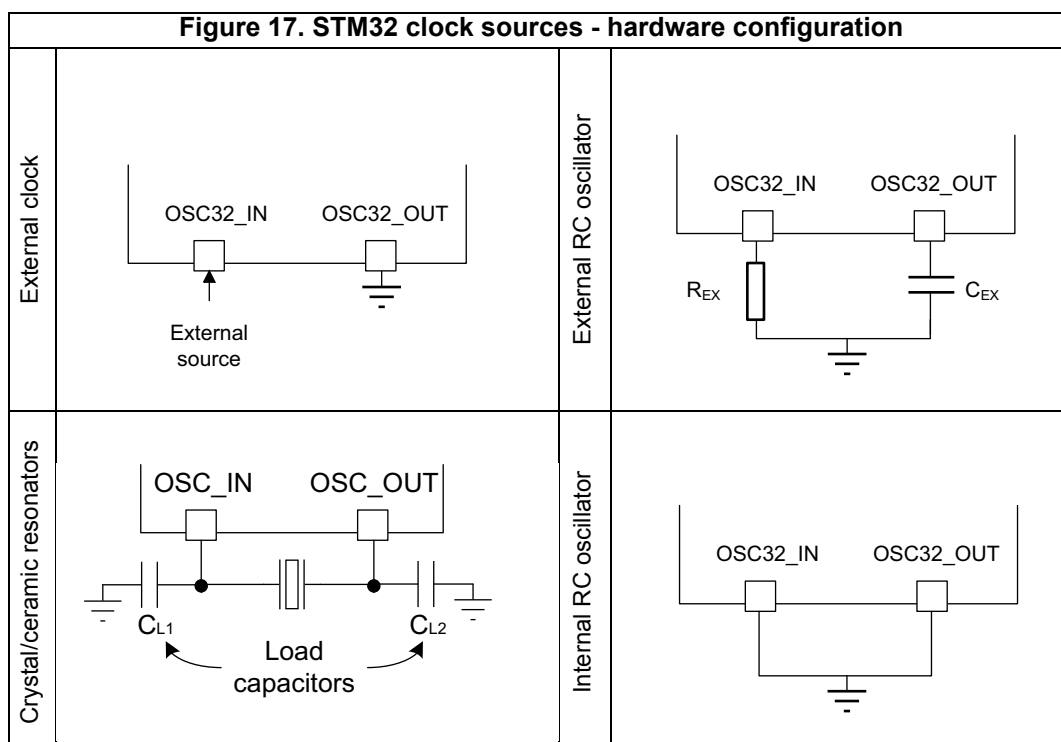 Figure 17. STM32 clock sources - hardware configuration
External clock
OSC32_IN
OSC32_OUT
External
source
External RC oscillator
OSC32_IN
OSC32_OUT
REX
CEX
Crystal/ceramic resonators
OSC_IN
OSC_OUT
CL1
CL2
Load
capacitors
Internal RC oscillator
OSC32_IN
OSC32_OUT